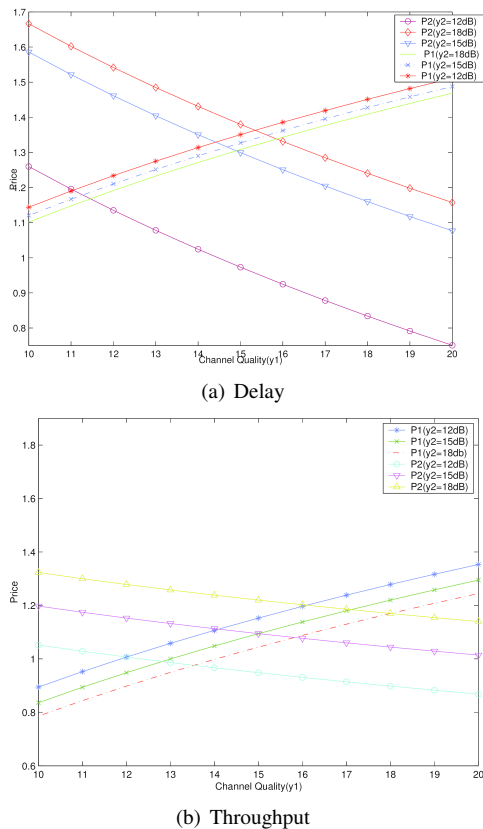 1.7
1.6
1.5
1.4
1.3
1.2
1.1
1
0.9
0.8
Price
10 11 12 13 14 15 16 17 18 19 20
Channel Quality(y1)
P2(y2=12dB)
P2(y2=18dB)
P2(y2=15dB)
P1(y2=18dB)
P1(y2=15dB)
P1(y2=12dB)
(a) Delay
1.8
1.6
1.4
1.2
1
0.8
0.6
Price
10 11 12 13 14 15 16 17 18 19 20
Channel Quality(y1)
P1(y2=12dB)
P1(y2=15dB)
P1(y2=18db)
P2(y2=12dB)
P2(y2=15dB)
P2(y2=18dB)
(b) Throughput